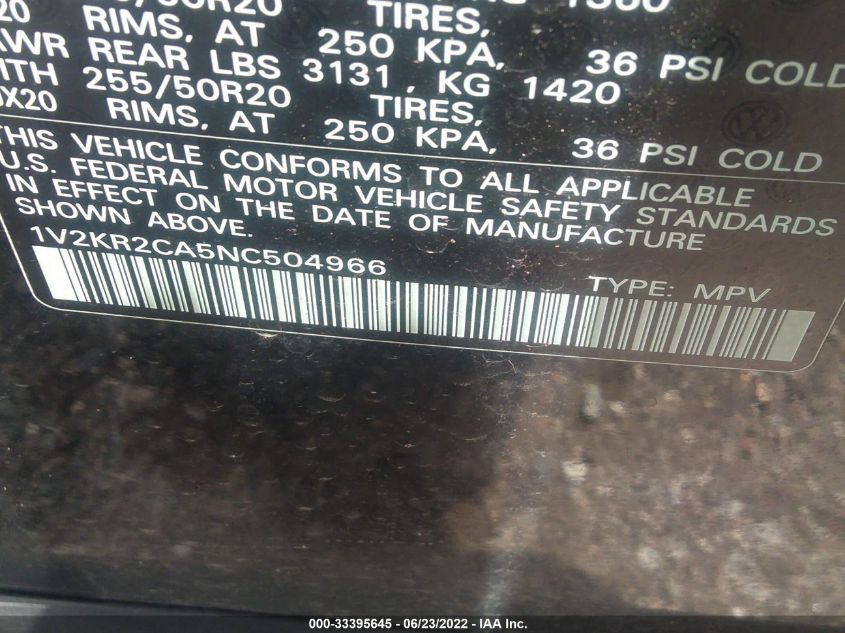 20 RIMS, AT 250 KPA, 36 PSI COLD
REAR LBS 3131, KG 1420
255/50R20 TIRES,
X20 RIMS, AT 250 KPA, 36 PSI COLD
THIS VEHICLE CONFORMS TO ALL APPLICABLE
U.S. FEDERAL MOTOR VEHICLE SAFETY STANDARDS
IN EFFECT ON THE DATE OF MANUFACTURE
SHOWN ABOVE.
1V2KR2CA5NC504966 TYPE: MPV
000-33395645 - 06/23/2022 - IAA Inc.